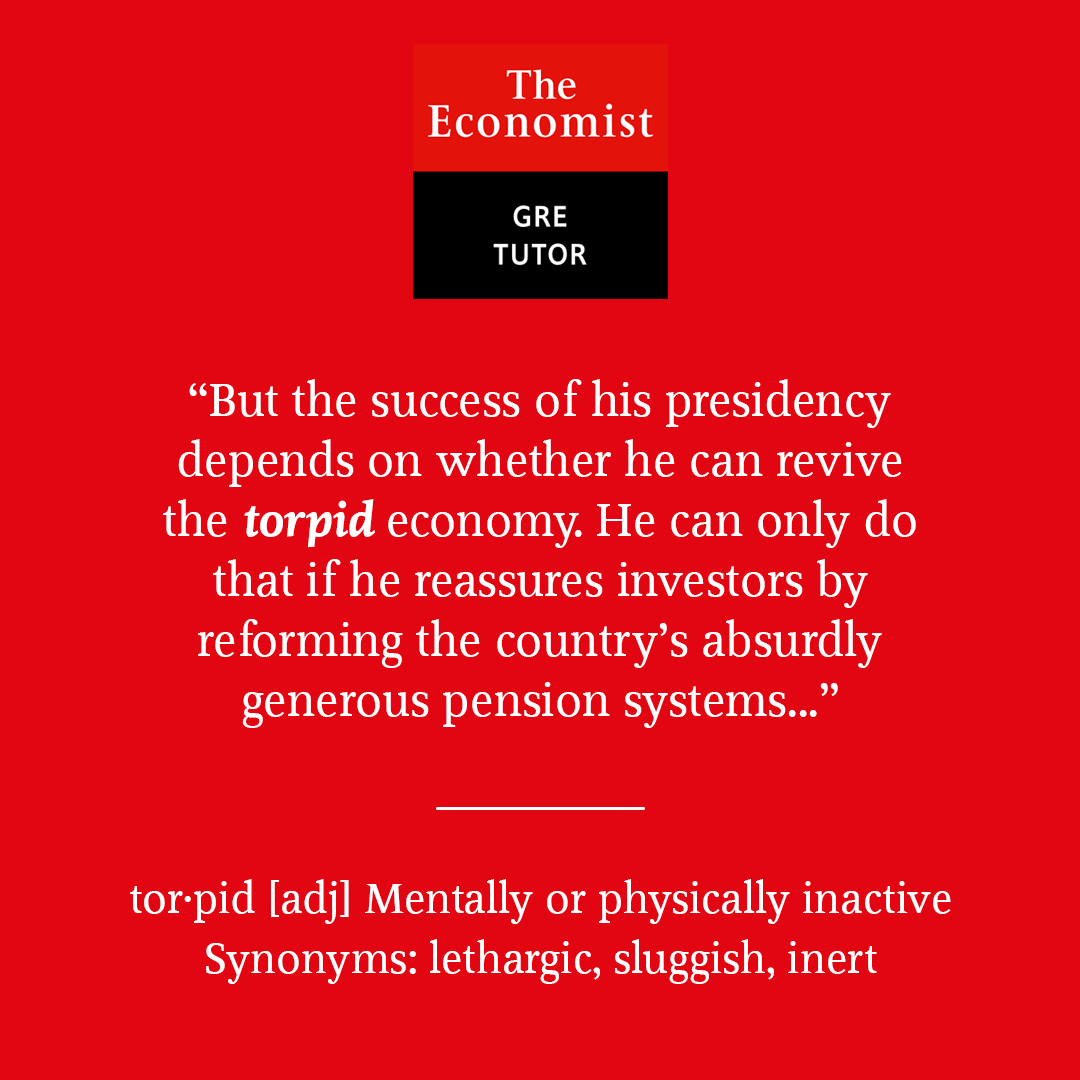 The
Economist
GRE
TUTOR
“But the success of his presidency
depends on whether he can revive
the torpid economy. He can only do
that if he reassures investors by
reforming the country’s absurdly
generous pension systems...”
tor·pid [adj] Mentally or physically inactive
Synonyms: lethargic, sluggish, inert